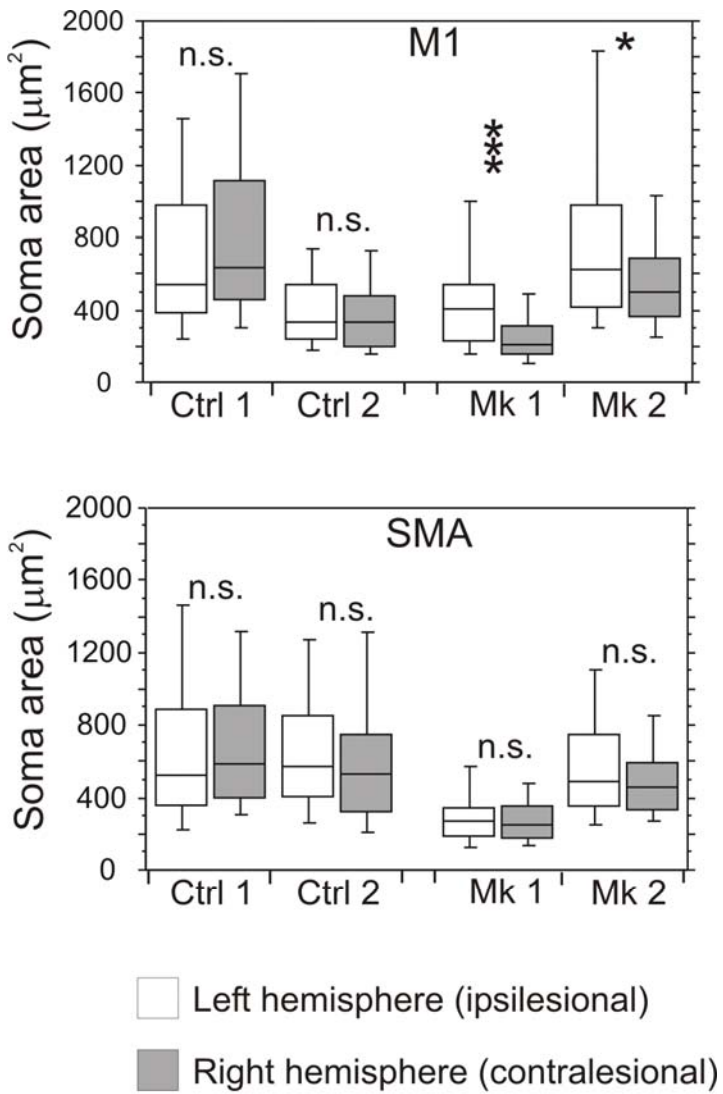 M1
Soma area (μm²)
2000
1600
1200
800
400
0
n.s.
n.s.
***
*
Ctrl 1 Ctrl 2 Mk 1 Mk 2
SMA
Soma area (μm²)
2000
1600
1200
800
400
0
n.s.
n.s.
n.s.
n.s.
Ctrl 1 Ctrl 2 Mk 1 Mk 2
Left hemisphere (ipsilesional)
Right hemisphere (contralesional)